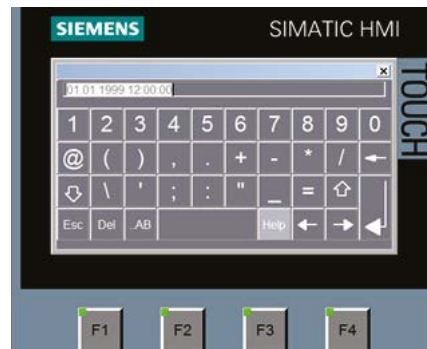 SIEMENS SIMATIC HMI
TOUCH
01.01.1999 12:00:00
1 2 3 4 5 6 7 8 9 0
@ ( ) , . + - * /
\ ' ; : " _ =
Esc Del ..AB Help
F1 F2 F3 F4